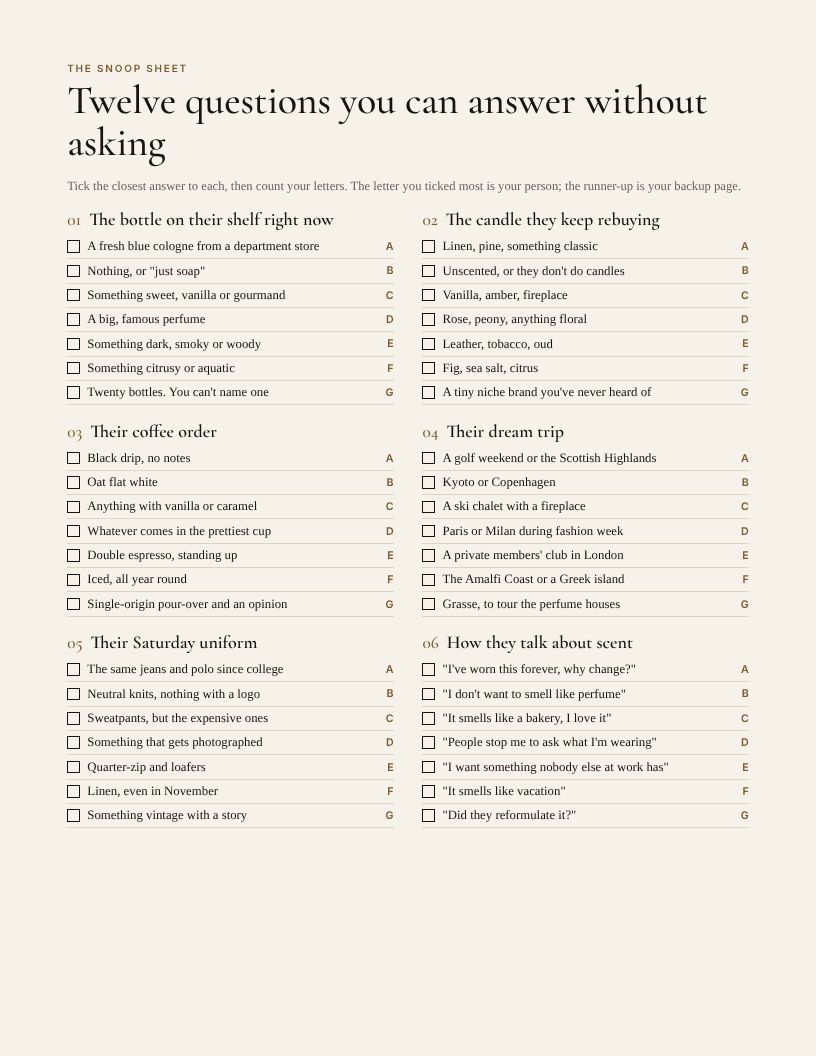 THE SNOOP SHEET
Twelve questions you can answer without
asking
Tick the closest answer to each, then count your letters. The letter you ticked most is your person; the runner-up is your backup page.
01 The bottle on their shelf right now
A fresh blue cologne from a department store A
Nothing, or "just soap" B
Something sweet, vanilla or gourmand C
A big, famous perfume D
Something dark, smoky or woody E
Something citrusy or aquatic F
Twenty bottles. You can't name one G
02 The candle they keep rebuying
Linen, pine, something classic A
Unscented, or they don't do candles B
Vanilla, amber, fireplace C
Rose, peony, anything floral D
Leather, tobacco, oud E
Fig, sea salt, citrus F
A tiny niche brand you've never heard of G
03 Their coffee order
Black drip, no notes A
Oat flat white B
Anything with vanilla or caramel C
Whatever comes in the prettiest cup D
Double espresso, standing up E
Iced, all year round F
Single-origin pour-over and an opinion G
04 Their dream trip
A golf weekend or the Scottish Highlands A
Kyoto or Copenhagen B
A ski chalet with a fireplace C
Paris or Milan during fashion week D
A private members' club in London E
The Amalfi Coast or a Greek island F
Grasse, to tour the perfume houses G
05 Their Saturday uniform
The same jeans and polo since college A
Neutral knits, nothing with a logo B
Sweatpants, but the expensive ones C
Something that gets photographed D
Quarter-zip and loafers E
Linen, even in November F
Something vintage with a story G
06 How they talk about scent
"I've worn this forever, why change?" A
"I don't want to smell like perfume" B
"It smells like a bakery, I love it" C
"People stop me to ask what I'm wearing" D
"I want something nobody else at work has" E
"It smells like vacation" F
"Did they reformulate it?" G